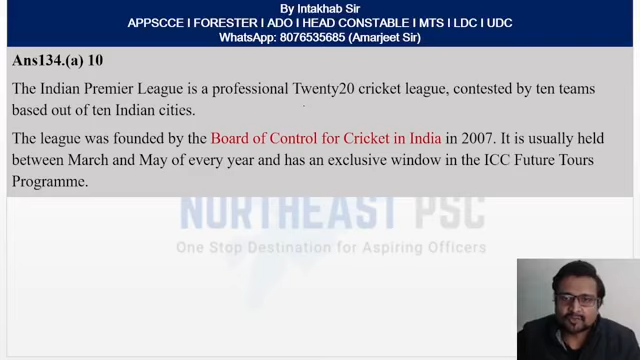 By Intakhab Sir
APPSCCE I FORESTER I ADO I HEAD CONSTABLE I MTS I LDC I UDC
WhatsApp: 8076535685 (Amarjeet Sir)
Ans134.(a) 10
The Indian Premier League is a professional Twenty20 cricket league, contested by ten teams
based out of ten Indian cities.
The league was founded by the Board of Control for Cricket in India in 2007. It is usually held
between March and May of every year and has an exclusive window in the ICC Future Tours
Programme.
NORTHEAST PSC
One Stop Destination for Aspiring Officers